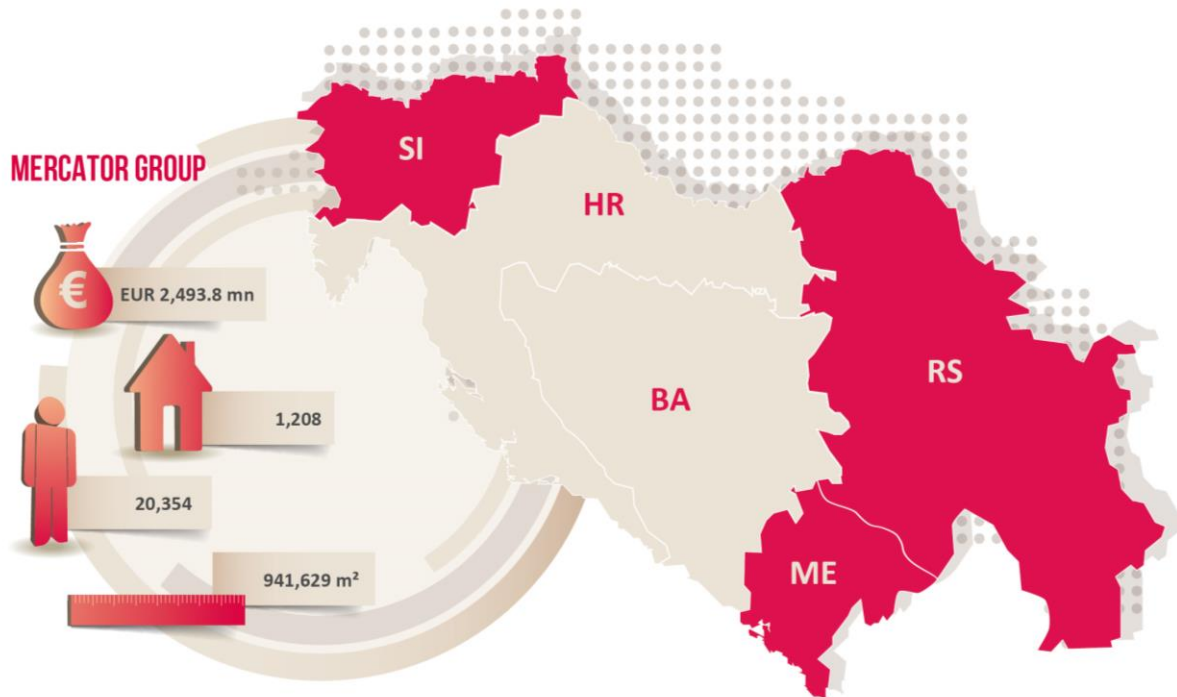 MERCATOR GROUP
€
EUR 2,493.8 mn
1,208
20,354
941,629 m²
SI
HR
BA
RS
ME